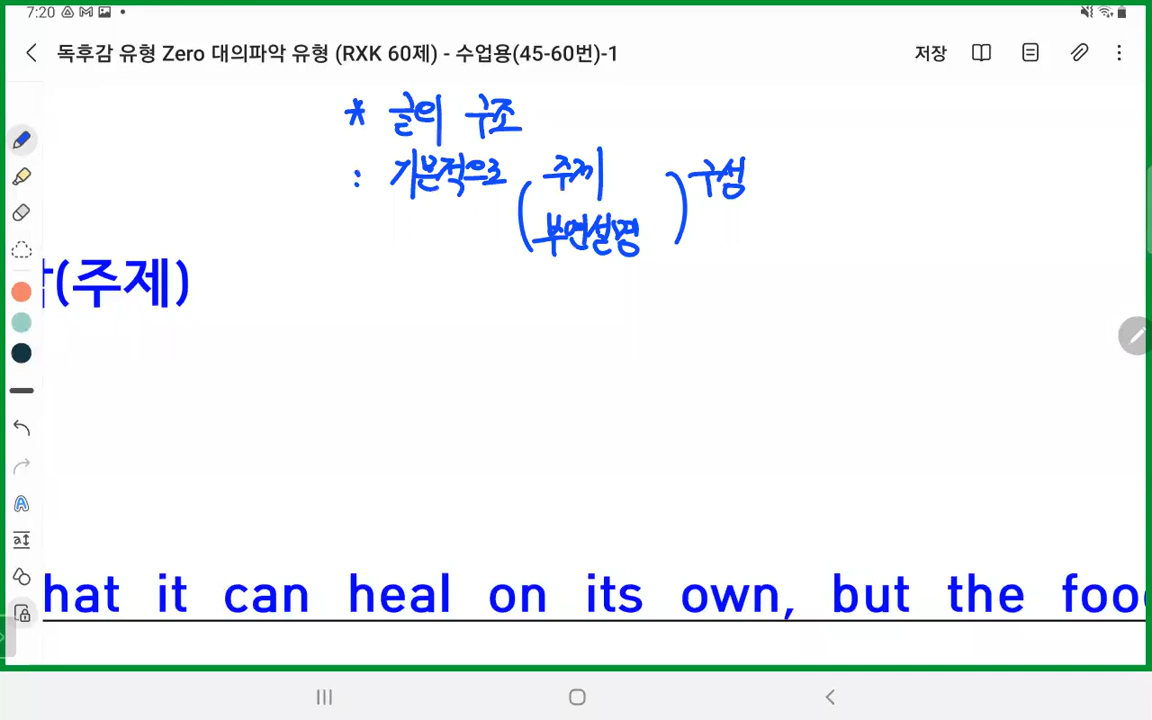 7:20
독후감 유형 Zero 대의파악 유형 (RXK 60제) - 수업용(45-60번)-1
저장
* 글의 구조
: 기본적으로 ( 주제 부연설명 ) 구성
(주제)
hat it can heal on its own, but the foo